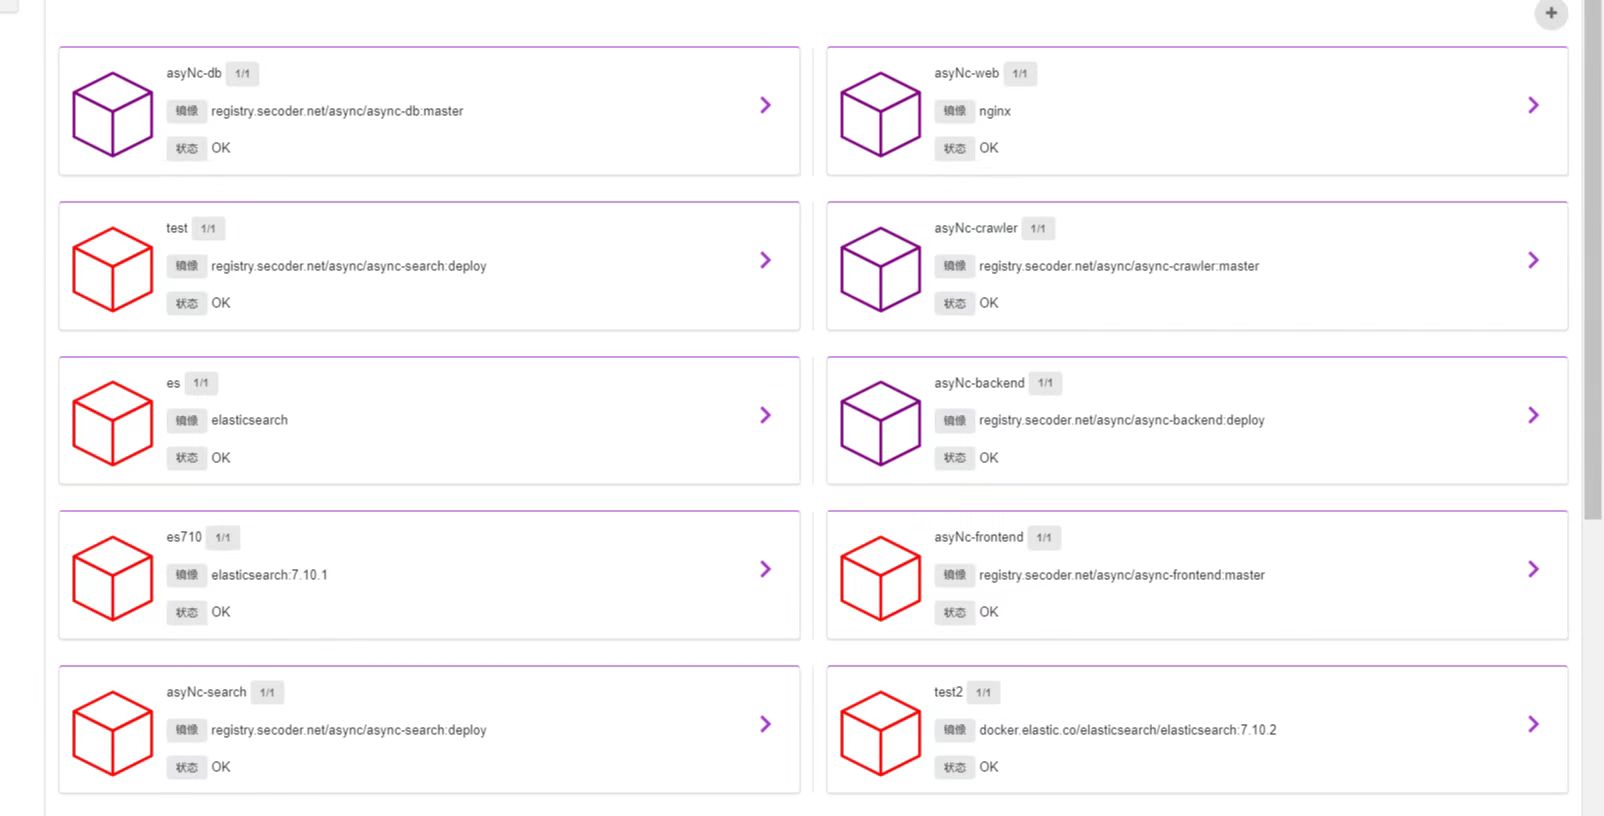 asyNc-db 1/1
镜像 registry.secoder.net/async/async-db:master
状态 OK
asyNc-web 1/1
镜像 nginx
状态 OK
test 1/1
镜像 registry.secoder.net/async/async-search:deploy
状态 OK
asyNc-crawler 1/1
镜像 registry.secoder.net/async/async-crawler:master
状态 OK
es 1/1
镜像 elasticsearch
状态 OK
asyNc-backend 1/1
镜像 registry.secoder.net/async/async-backend:deploy
状态 OK
es710 1/1
镜像 elasticsearch:7.10.1
状态 OK
asyNc-frontend 1/1
镜像 registry.secoder.net/async/async-frontend:master
状态 OK
asyNc-search 1/1
镜像 registry.secoder.net/async/async-search:deploy
状态 OK
test2 1/1
镜像 docker.elastic.co/elasticsearch/elasticsearch:7.10.2
状态 OK